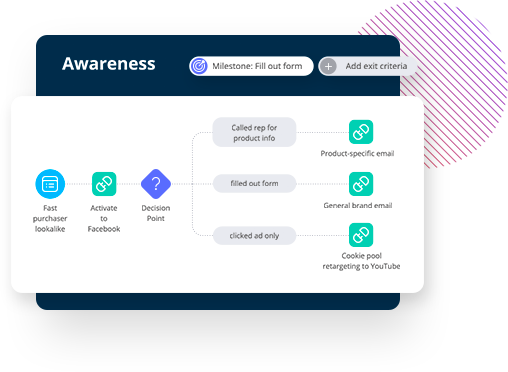 Awareness
Milestone: Fill out form
Add exit criteria
Called rep for
product info
Product-specific email
Fast
purchaser
lookalike
Activate
to
Facebook
Decision
Point
filled out form
General brand email
clicked ad only
Cookie pool
retargeting to YouTube